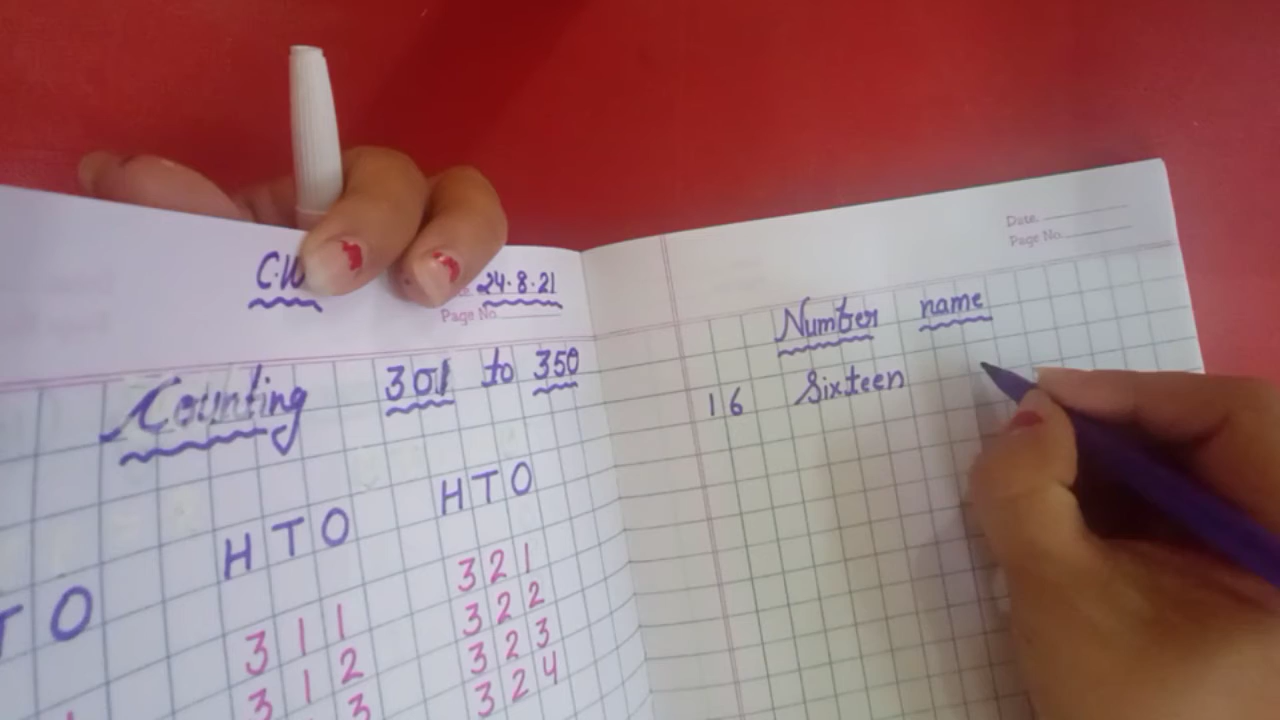 C.W
24.8.21
Page No
Counting 301 to 350
T O
H T O
H T O
3 1 1
3 1 2
3
3 2 1
3 2 2
3 2 3
3 2 4
Date.
Page No.
Number name
16 Sixteen